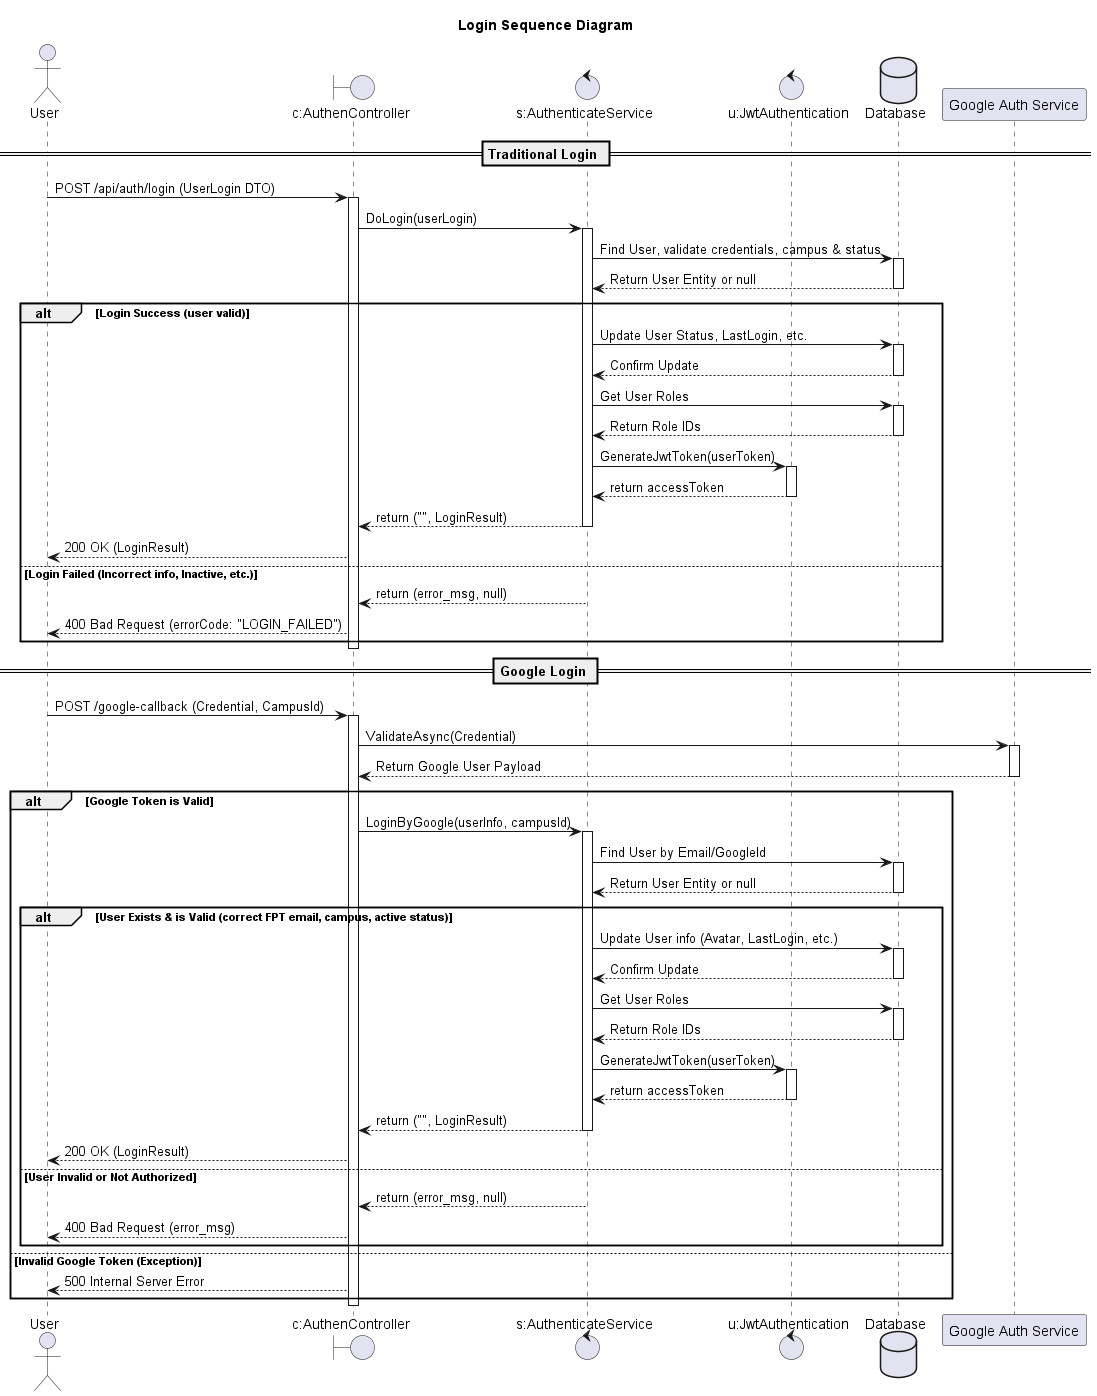 Login Sequence Diagram
User
c:AuthenController
s:AuthenticateService
u:JwtAuthentication
Database
Google Auth Service
Traditional Login
POST /api/auth/login (UserLogin DTO)
DoLogin(userLogin)
Find User, validate credentials, campus & status
Return User Entity or null
alt
[Login Success (user valid)]
Update User Status, LastLogin, etc.
Confirm Update
Get User Roles
Return Role IDs
GenerateJwtToken(userToken)
return accessToken
return ("", LoginResult)
200 OK (LoginResult)
[Login Failed (Incorrect info, Inactive, etc.)]
return (error_msg, null)
400 Bad Request (errorCode: "LOGIN_FAILED")
Google Login
POST /google-callback (Credential, CampusId)
ValidateAsync(Credential)
Return Google User Payload
alt
[Google Token is Valid]
LoginByGoogle(userInfo, campusId)
Find User by Email/GoogleId
Return User Entity or null
alt
[User Exists & is Valid (correct FPT email, campus, active status)]
Update User info (Avatar, LastLogin, etc.)
Confirm Update
Get User Roles
Return Role IDs
GenerateJwtToken(userToken)
return accessToken
return ("", LoginResult)
200 OK (LoginResult)
[User Invalid or Not Authorized]
return (error_msg, null)
400 Bad Request (error_msg)
[Invalid Google Token (Exception)]
500 Internal Server Error
User
c:AuthenController
s:AuthenticateService
u:JwtAuthentication
Database
Google Auth Service